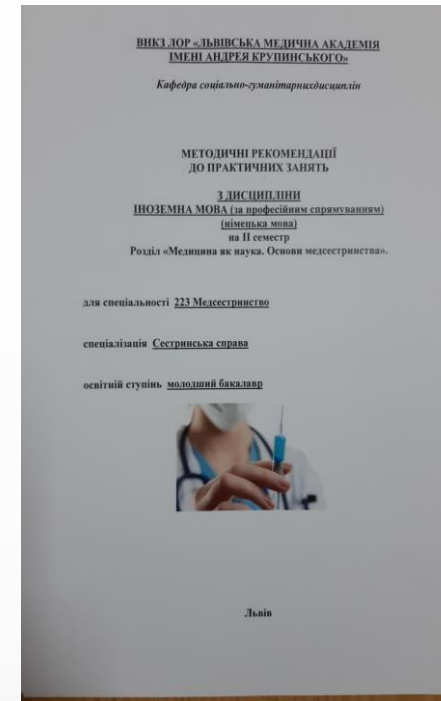 ВНКЗ ЛОР «ЛЬВІВСЬКА МЕДИЧНА АКАДЕМІЯ
ІМЕНІ АНДРЕЯ КРУПИНСЬКОГО»
Кафедра соціально-гуманітарнихдисциплін
МЕТОДИЧНІ РЕКОМЕНДАЦІЇ
ДО ПРАКТИЧНИХ ЗАНЯТЬ
З ДИСЦИПЛІНИ
ІНОЗЕМНА МОВА (за професійним спрямуванням)
(німецька мова)
на ІІ семестр
Розділ «Медицина як наука. Основи медсестринства».
для спеціальності 223 Медсестринство
спеціалізація Сестринська справа
освітній ступінь молодший бакалавр
Львів